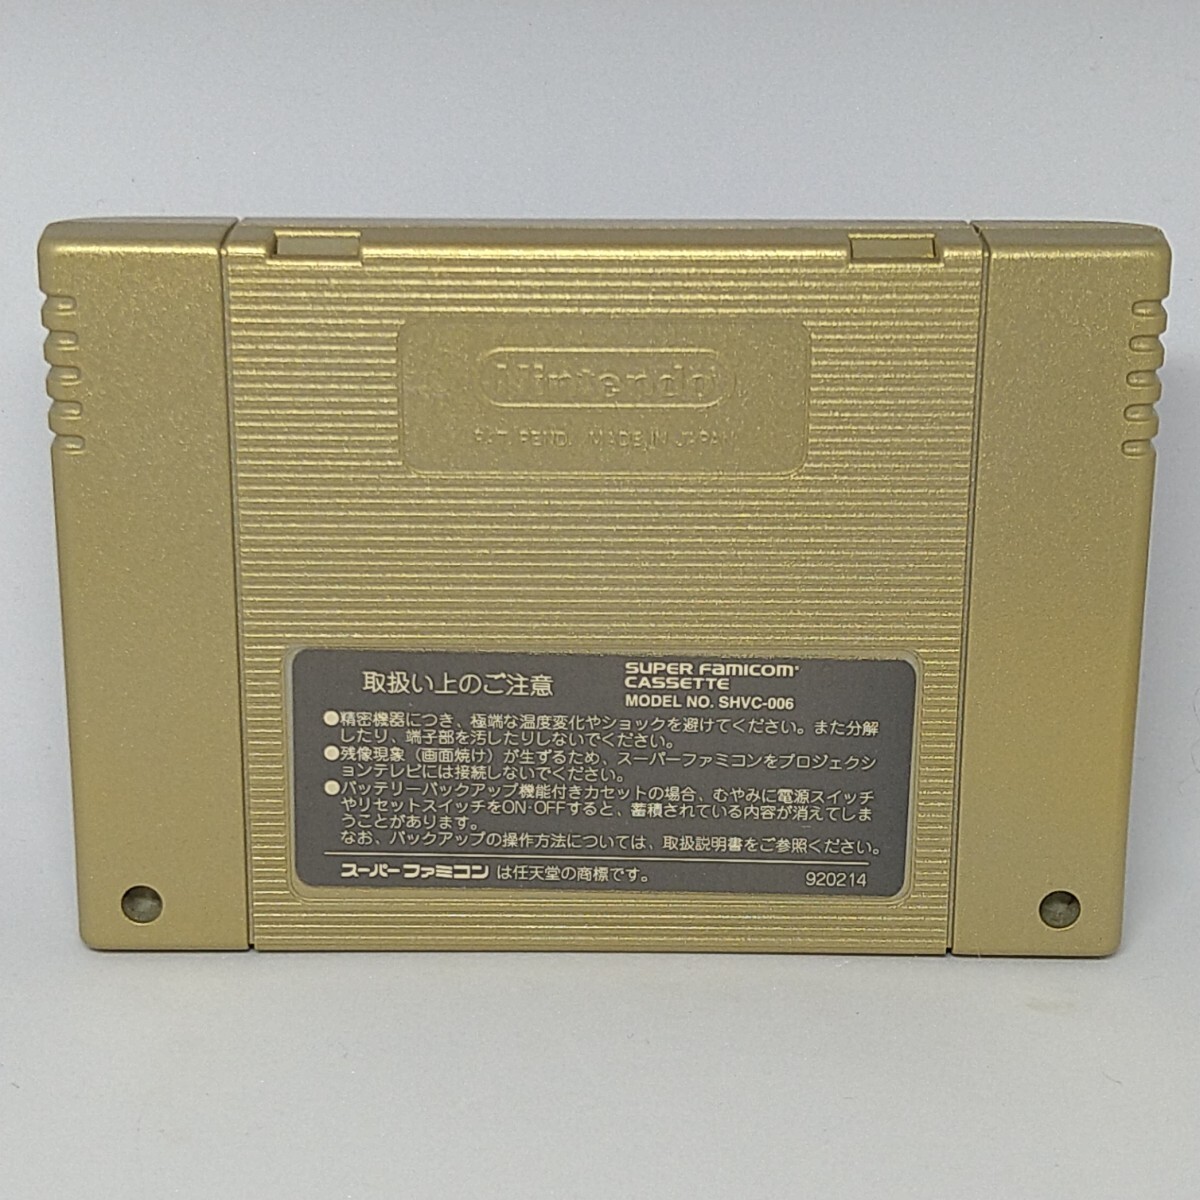 Nintendo
PAT. PEND. MADE IN JAPAN
取扱い上のご注意
SUPER FAMICOM
CASSETTE
MODEL NO. SHVC-006
●精密機器につき、極端な温度変化やショックを避けてください。また分解
したり、端子部を汚したりしないでください。
●残像現象（画面焼け）が生ずるため、スーパーファミコンをプロジェクシ
ョンテレビには接続しないでください。
●バッテリーバックアップ機能付きカセットの場合、むやみに電源スイッチ
やリセットスイッチをON・OFFすると、蓄積されている内容が消えてしま
うことがあります。
なお、バックアップの操作方法については、取扱説明書をご参照ください。
スーパーファミコンは任天堂の商標です。
920214